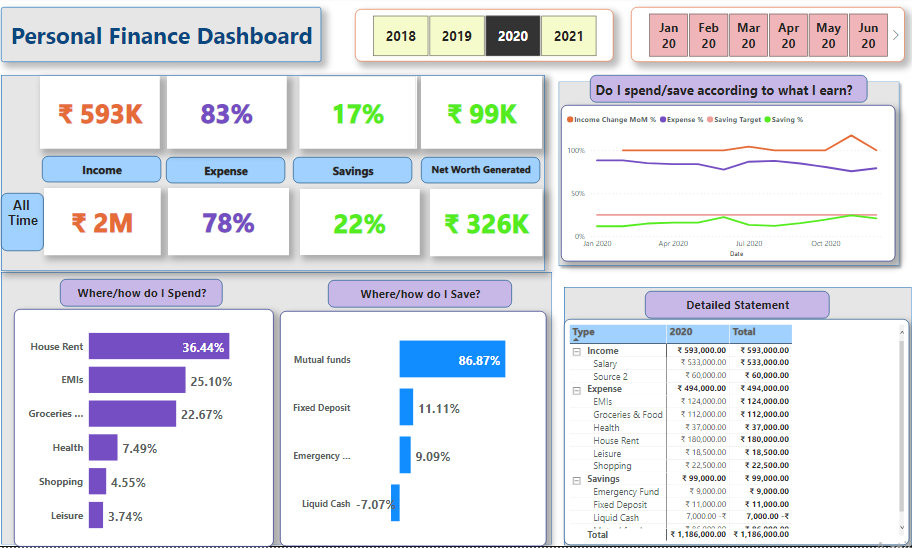 Personal Finance Dashboard
2018 2019 2020 2021
Jan 20 Feb 20 Mar 20 Apr 20 May 20 Jun 20
₹ 593K 83% 17% ₹ 99K
Income Expense Savings Net Worth Generated
All Time
₹ 2M 78% 22% ₹ 326K
Do I spend/save according to what I earn?
Income Change MoM % Expense % Saving Target Saving %
100%
50%
0%
Jan 2020 Apr 2020 Jul 2020 Oct 2020
Date
Where/how do I Spend?
House Rent 36.44%
EMIs 25.10%
Groceries ... 22.67%
Health 7.49%
Shopping 4.55%
Leisure 3.74%
Where/how do I Save?
Mutual funds 86.87%
Fixed Deposit 11.11%
Emergency ... 9.09%
Liquid Cash -7.07%
Detailed Statement
Type 2020 Total
Income ₹ 593,000.00 ₹ 593,000.00
Salary ₹ 533,000.00 ₹ 533,000.00
Source 2 ₹ 60,000.00 ₹ 60,000.00
Expense ₹ 494,000.00 ₹ 494,000.00
EMIs ₹ 124,000.00 ₹ 124,000.00
Groceries & Food ₹ 112,000.00 ₹ 112,000.00
Health ₹ 37,000.00 ₹ 37,000.00
House Rent ₹ 180,000.00 ₹ 180,000.00
Leisure ₹ 18,500.00 ₹ 18,500.00
Shopping ₹ 22,500.00 ₹ 22,500.00
Savings ₹ 99,000.00 ₹ 99,000.00
Emergency Fund ₹ 9,000.00 ₹ 9,000.00
Fixed Deposit ₹ 11,000.00 ₹ 11,000.00
Liquid Cash 7,000.00 -₹ 7,000.00 -₹
Total ₹ 1,186,000.00 ₹ 1,186,000.00